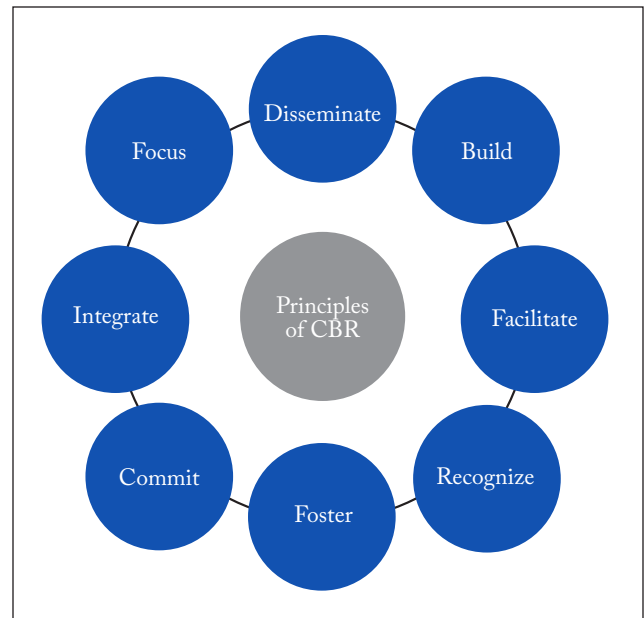 Disseminate
Build
Facilitate
Recognize
Foster
Commit
Integrate
Focus
Principles
of CBR